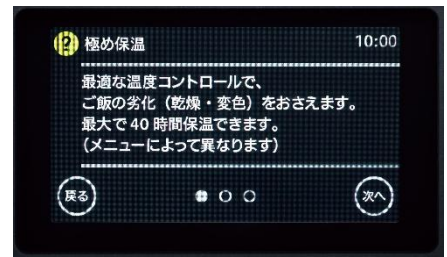 極め保温
10:00
最適な温度コントロールで、
ご飯の劣化（乾燥・変色）をおさえます。
最大で40時間保温できます。
（メニューによって異なります）
戻る
次へ